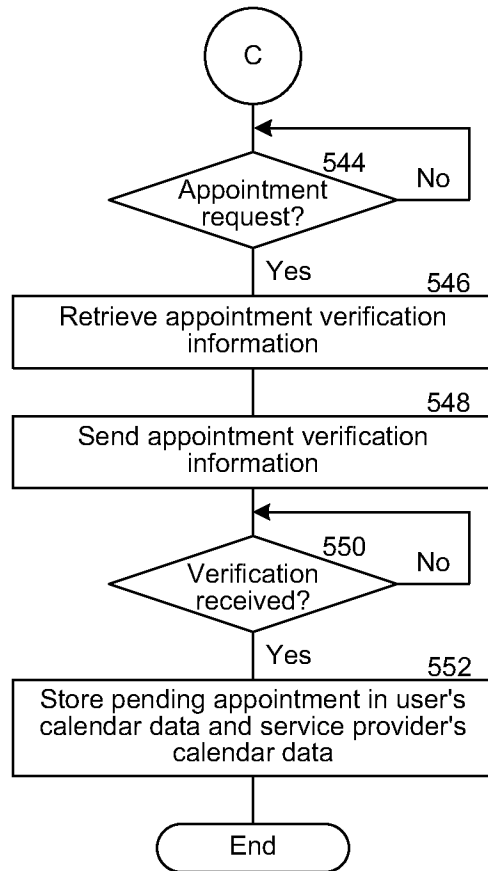 C
544
Appointment
request?
No
Yes
546
Retrieve appointment verification
information
548
Send appointment verification
information
550
Verification
received?
No
Yes
552
Store pending appointment in user's
calendar data and service provider's
calendar data
End